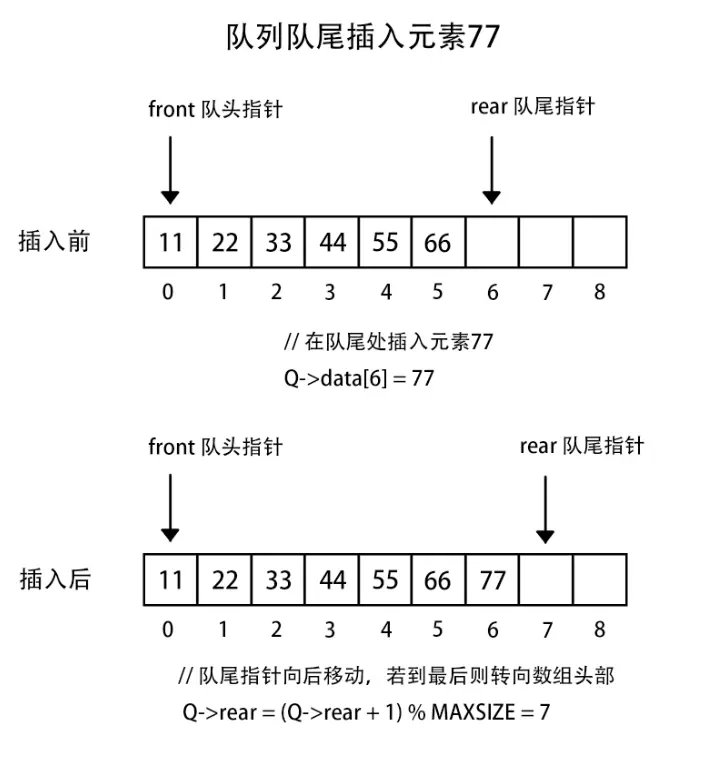 队列队尾插入元素77
front 队头指针 rear 队尾指针
插入前 11 22 33 44 55 66
0 1 2 3 4 5 6 7 8
// 在队尾处插入元素77
Q->data[6] = 77
front 队头指针 rear 队尾指针
插入后 11 22 33 44 55 66 77
0 1 2 3 4 5 6 7 8
// 队尾指针向后移动，若到最后则转向数组头部
Q->rear = (Q->rear + 1) % MAXSIZE = 7